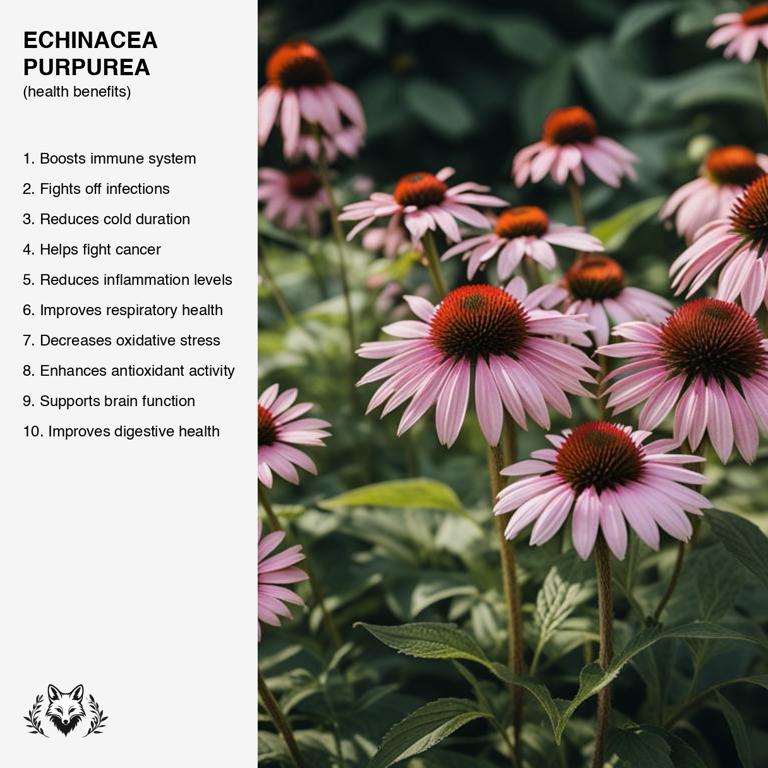 ECHINACEA
PURPUREA
(health benefits)
1. Boosts immune system
2. Fights off infections
3. Reduces cold duration
4. Helps fight cancer
5. Reduces inflammation levels
6. Improves respiratory health
7. Decreases oxidative stress
8. Enhances antioxidant activity
9. Supports brain function
10. Improves digestive health